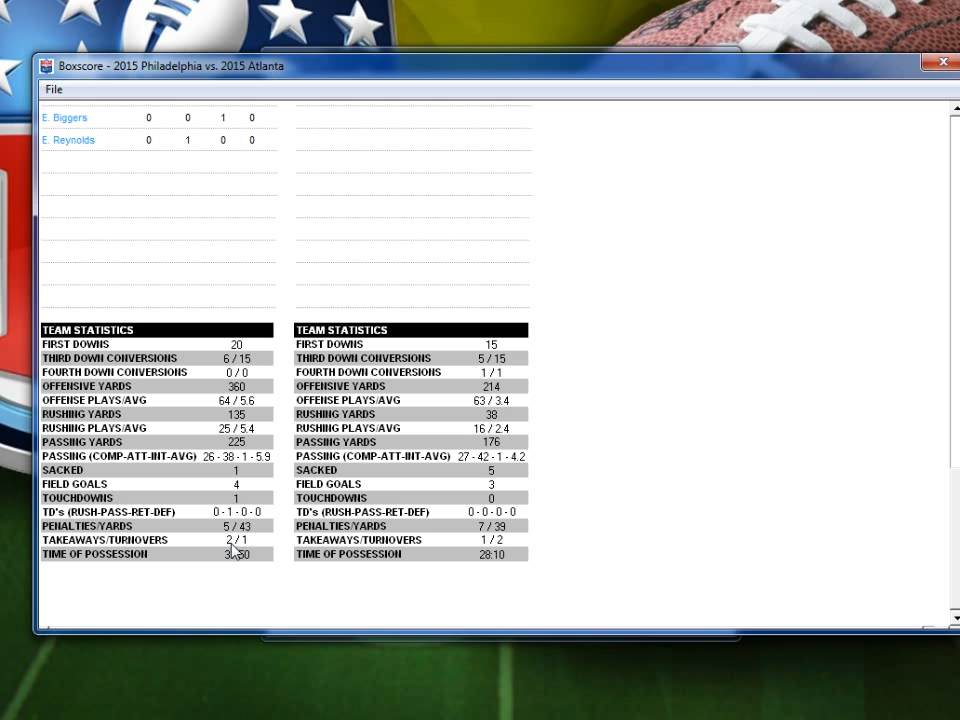 Boxscore - 2015 Philadelphia vs. 2015 Atlanta
File
E. Biggers 0 0 1 0
E. Reynolds 0 1 0 0
TEAM STATISTICS
FIRST DOWNS 20
THIRD DOWN CONVERSIONS 6 / 15
FOURTH DOWN CONVERSIONS 0 / 0
OFFENSIVE YARDS 360
OFFENSE PLAYS/AVG 64 / 5.6
RUSHING YARDS 135
RUSHING PLAYS/AVG 25 / 5.4
PASSING YARDS 225
PASSING (COMP-ATT-INT-AVG) 26 - 38 - 1 - 5.9
SACKED 1
FIELD GOALS 4
TOUCHDOWNS 1
TD's (RUSH-PASS-RET-DEF) 0 - 1 - 0 - 0
PENALTIES/YARDS 5 / 43
TAKEAWAYS/TURNOVERS 2 / 1
TIME OF POSSESSION
TEAM STATISTICS
FIRST DOWNS 15
THIRD DOWN CONVERSIONS 5 / 15
FOURTH DOWN CONVERSIONS 1 / 1
OFFENSIVE YARDS 214
OFFENSE PLAYS/AVG 63 / 3.4
RUSHING YARDS 38
RUSHING PLAYS/AVG 16 / 2.4
PASSING YARDS 176
PASSING (COMP-ATT-INT-AVG) 27 - 42 - 1 - 4.2
SACKED 5
FIELD GOALS 3
TOUCHDOWNS 0
TD's (RUSH-PASS-RET-DEF) 0 - 0 - 0 - 0
PENALTIES/YARDS 7 / 39
TAKEAWAYS/TURNOVERS 1 / 2
TIME OF POSSESSION 28:10